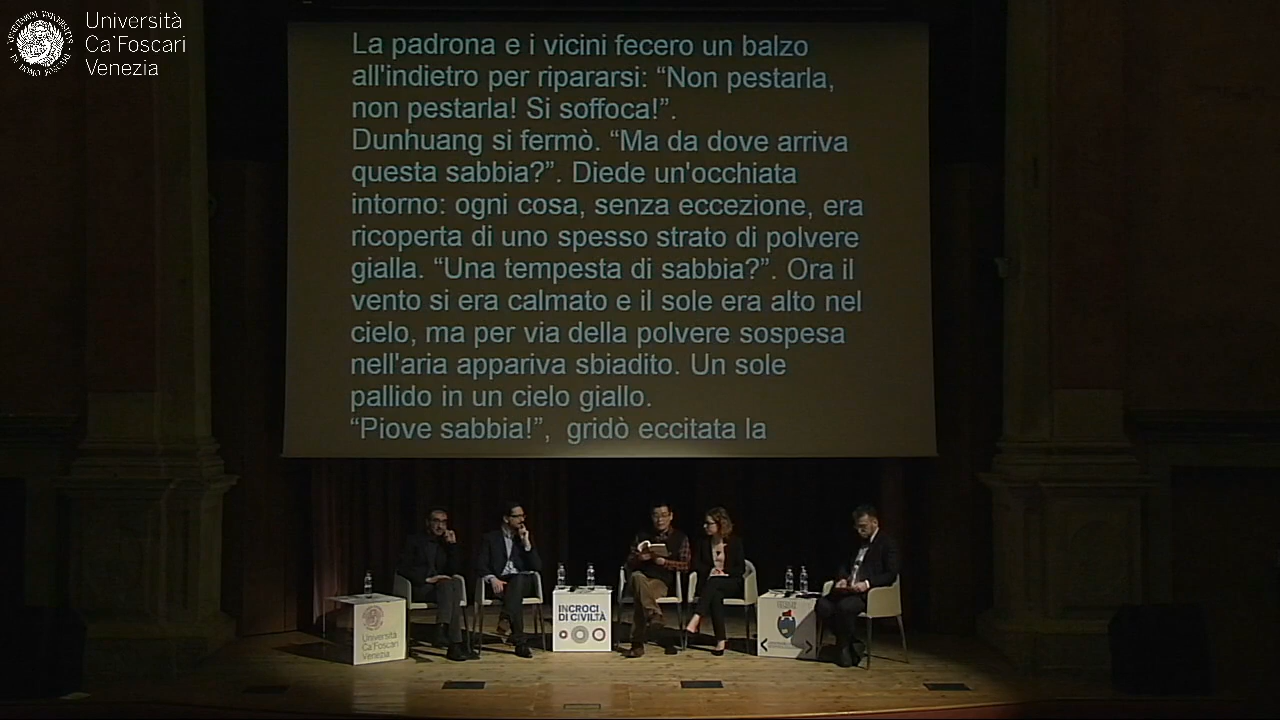 Università
Ca'Foscari
Venezia
La padrona e i vicini fecero un balzo
all'indietro per ripararsi: “Non pestarla,
non pestarla! Si soffoca!”.
Dunhuang si fermò. “Ma da dove arriva
questa sabbia?”. Diede un'occhiata
intorno: ogni cosa, senza eccezione, era
ricoperta di uno spesso strato di polvere
gialla. “Una tempesta di sabbia?”. Ora il
vento si era calmato e il sole era alto nel
cielo, ma per via della polvere sospesa
nell'aria appariva sbiadito. Un sole
pallido in un cielo giallo.
“Piove sabbia!”, gridò eccitata la
Università
Ca'Foscari
Venezia
INCROCI
DI CIVILTÀ